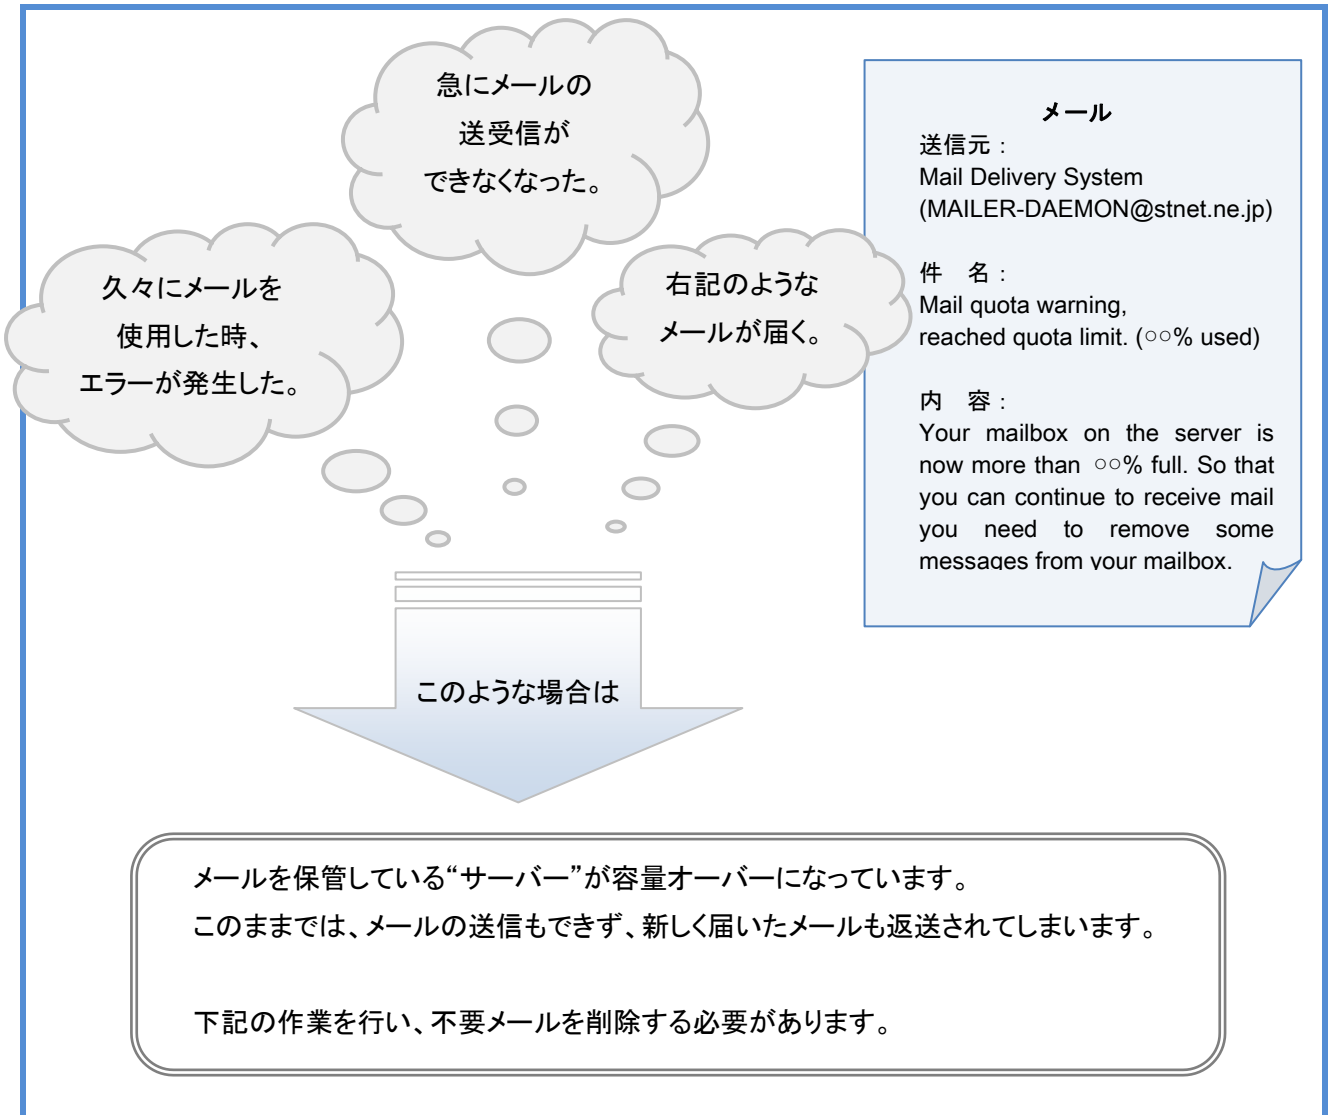 急にメールの
送受信が
できなくなった。
久々にメールを
使用した時、
エラーが発生した。
右記のような
メールが届く。
メール
送信元：
Mail Delivery System
(MAILER-DAEMON@stnet.ne.jp)
件　名：
Mail quota warning,
reached quota limit. (○○% used)
内　容：
Your mailbox on the server is
now more than ○○% full. So that
you can continue to receive mail
you need to remove some
messages from your mailbox.
このような場合は
メールを保管している“サーバー”が容量オーバーになっています。
このままでは、メールの送信もできず、新しく届いたメールも返送されてしまいます。
下記の作業を行い、不要メールを削除する必要があります。